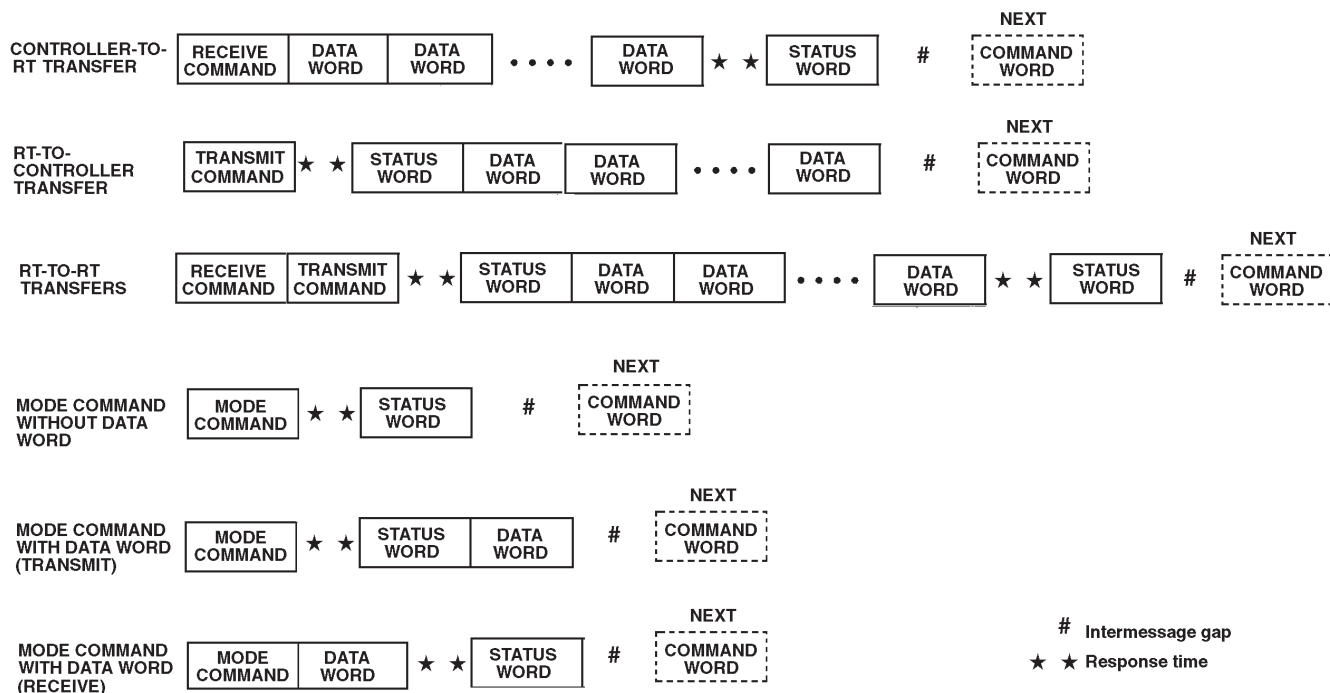 NEXT
CONTROLLER-TO-
RT TRANSFER
RECEIVE
COMMAND
DATA
WORD
DATA
WORD
DATA
WORD
★ ★
STATUS
WORD
#
COMMAND
WORD
NEXT
RT-TO-
CONTROLLER
TRANSFER
TRANSMIT
COMMAND
★ ★
STATUS
WORD
DATA
WORD
DATA
WORD
DATA
WORD
#
COMMAND
WORD
NEXT
RT-TO-RT
TRANSFERS
RECEIVE
COMMAND
TRANSMIT
COMMAND
★ ★
STATUS
WORD
DATA
WORD
DATA
WORD
DATA
WORD
★ ★
STATUS
WORD
#
COMMAND
WORD
NEXT
MODE COMMAND
WITHOUT DATA
WORD
MODE
COMMAND
★ ★
STATUS
WORD
#
COMMAND
WORD
NEXT
MODE COMMAND
WITH DATA WORD
(TRANSMIT)
MODE
COMMAND
★ ★
STATUS
WORD
DATA
WORD
#
COMMAND
WORD
NEXT
MODE COMMAND
WITH DATA WORD
(RECEIVE)
MODE
COMMAND
DATA
WORD
★ ★
STATUS
WORD
#
COMMAND
WORD
# Intermessage gap
★ ★ Response time